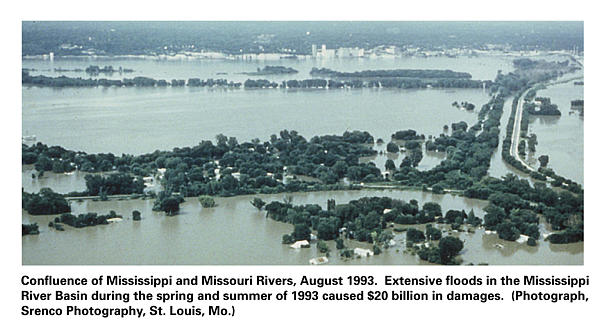 Confluence of Mississippi and Missouri Rivers, August 1993. Extensive floods in the Mississippi
River Basin during the spring and summer of 1993 caused $20 billion in damages. (Photograph,
Srenco Photography, St. Louis, Mo.)